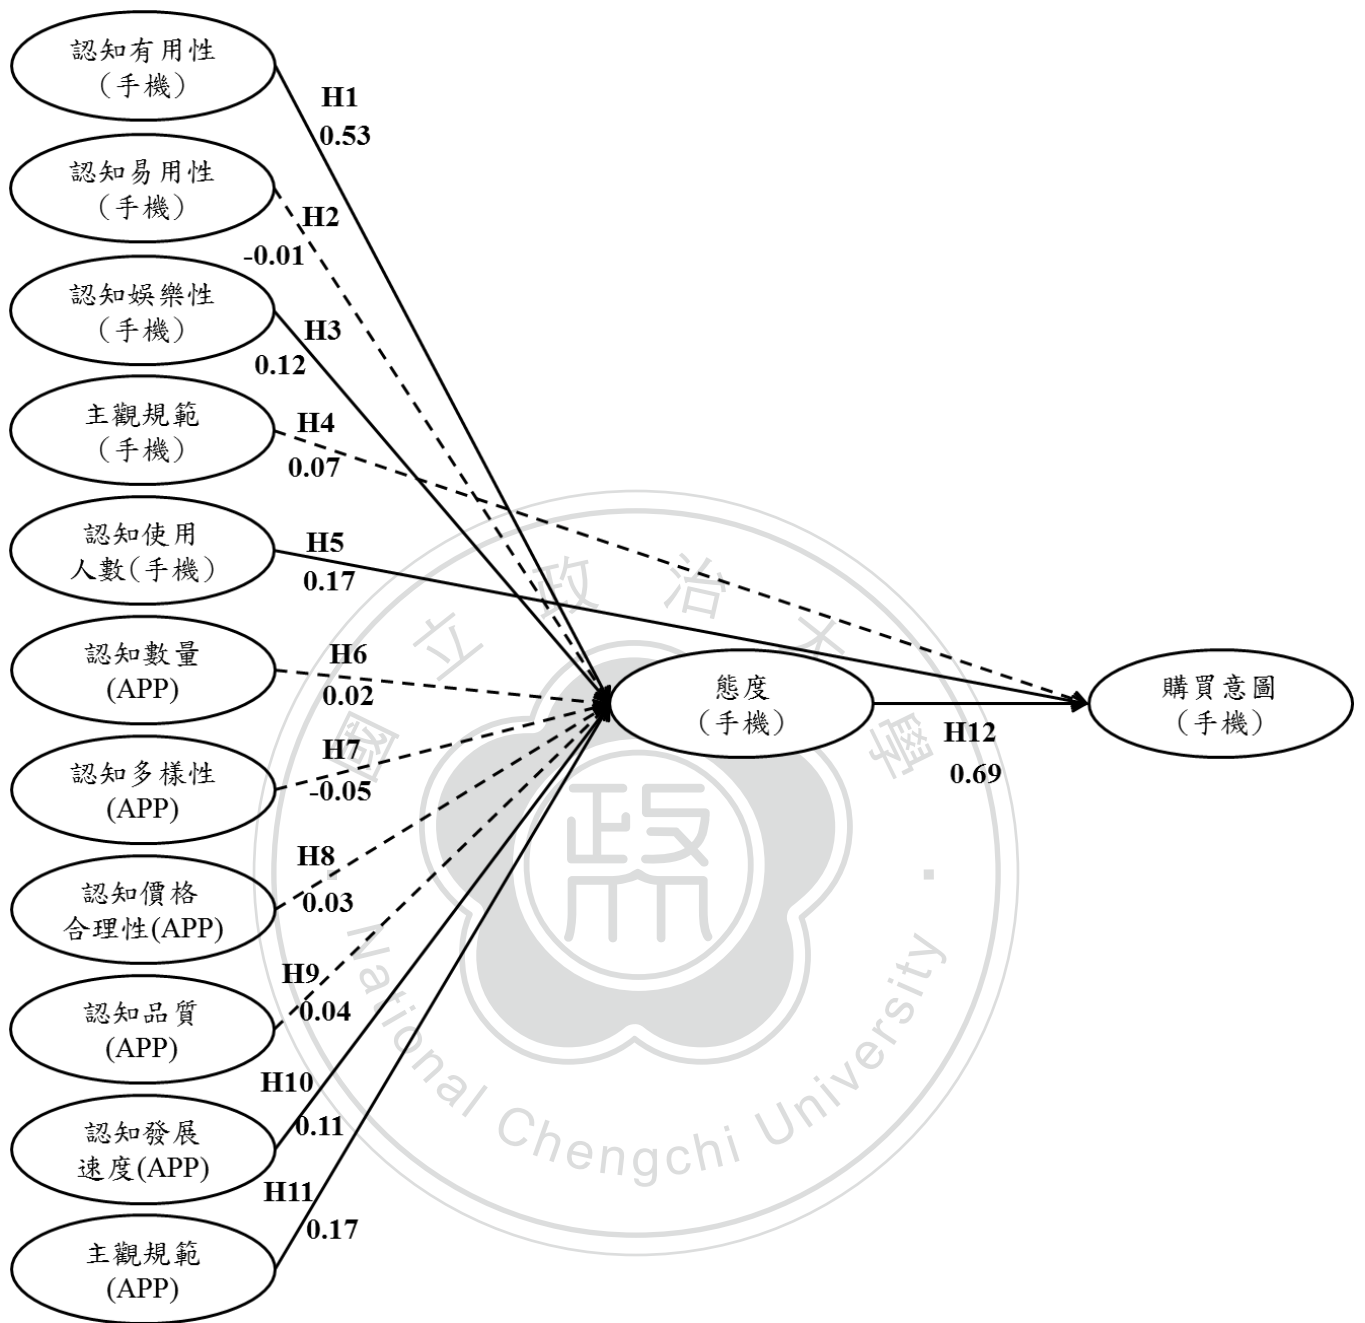 認知有用性
(手機)
H1
0.53
認知易用性
(手機)
H2
-0.01
認知娛樂性
(手機)
H3
0.12
主觀規範
(手機)
H4
0.07
認知使用
人數(手機)
H5
0.17
認知數量
(APP)
H6
0.02
認知多樣性
(APP)
H7
-0.05
認知價格
合理性(APP)
H8
0.03
認知品質
(APP)
H9
0.04
認知發展
速度(APP)
H10
0.11
主觀規範
(APP)
H11
0.17
態度
(手機)
H12
0.69
購買意圖
(手機)
國立政治大學
政大
National Chengchi University